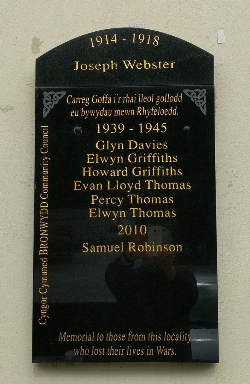 1914 - 1918
Joseph Webster
Carreg Goffa i'r rhai lleol gollodd
eu bywydau mewn Rhyfeloedd.
1939 - 1945
Glyn Davies
Elwyn Griffiths
Howard Griffiths
Evan Lloyd Thomas
Percy Thomas
Elwyn Thomas
2010
Samuel Robinson
Cyngor Cymuned BRONWYDD Community Council
Memorial to those from this locality
who lost their lives in Wars.